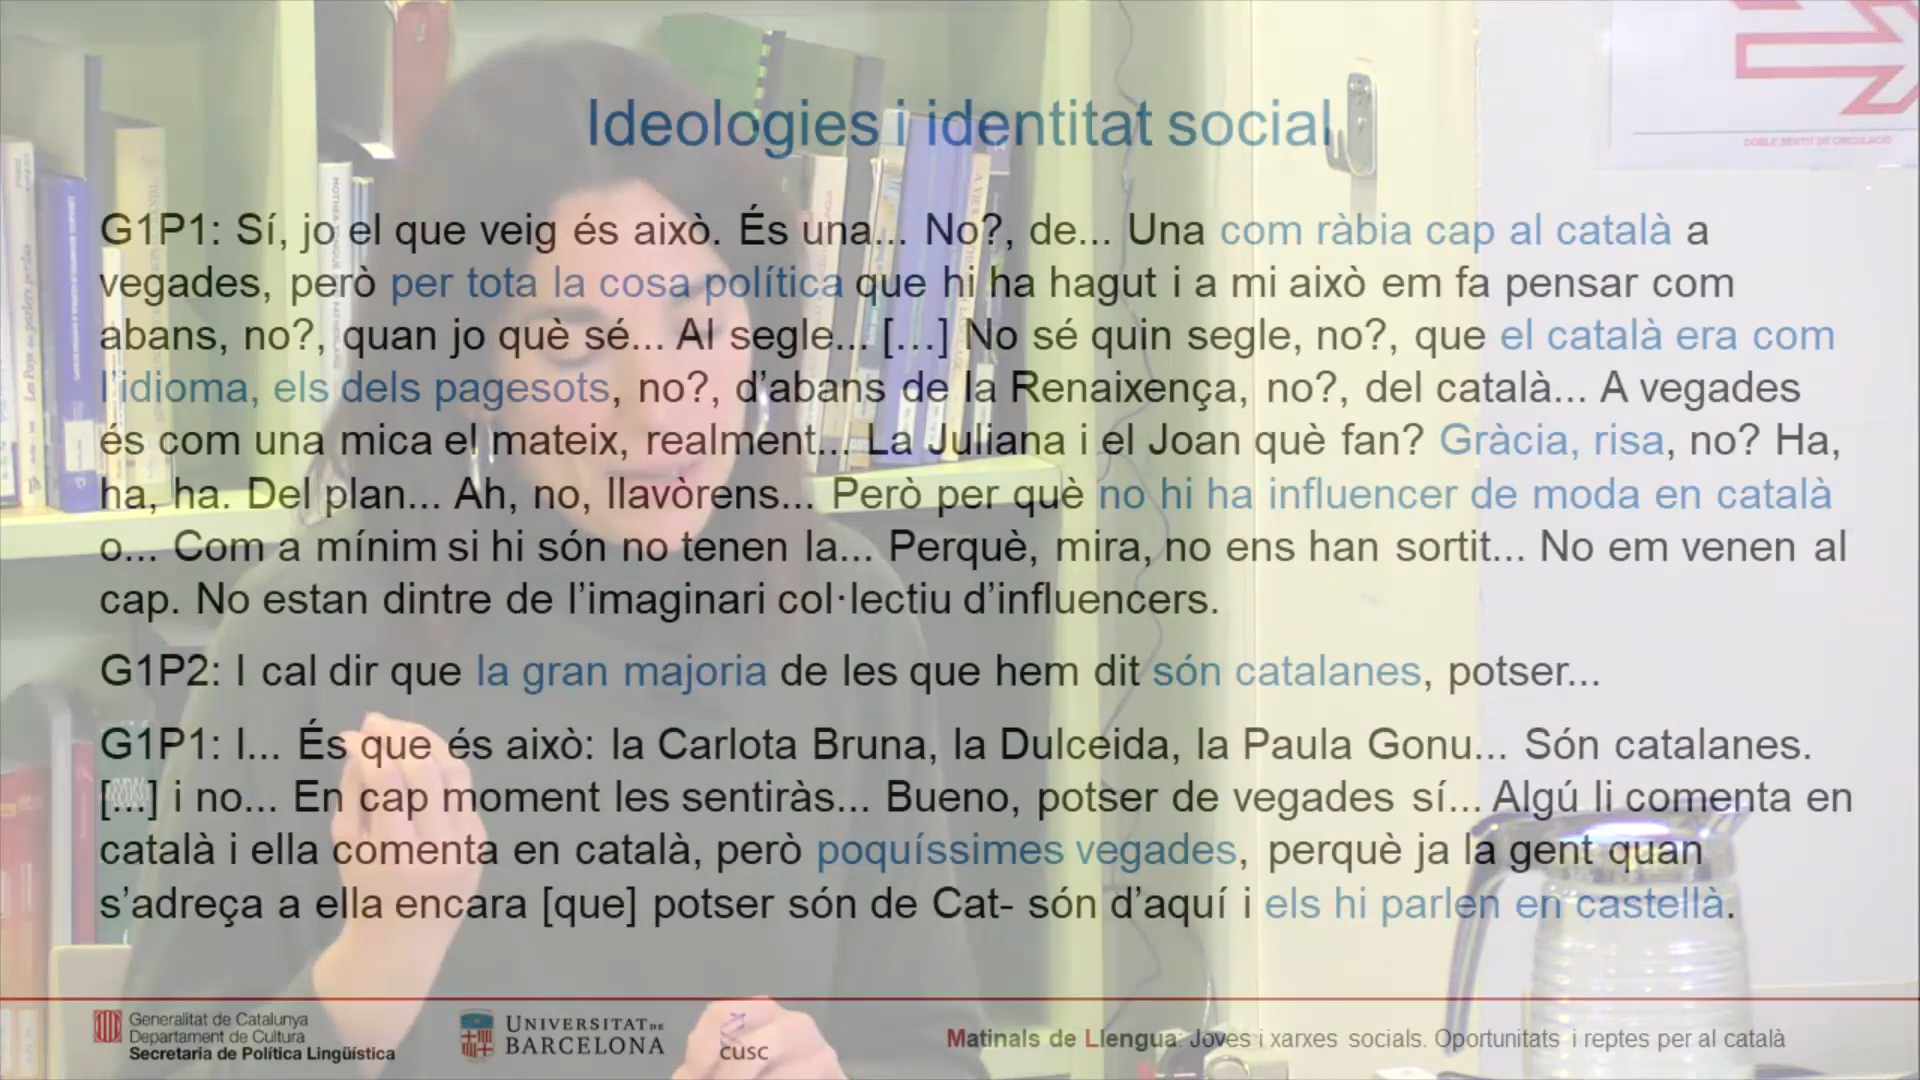 Ideologies i identitat social
G1P1: Sí, jo el que veig és això. És una... No?, de... Una com ràbia cap al català a
vegades, però per tota la cosa política que hi ha hagut i a mi això em fa pensar com
abans, no?, quan jo què sé... Al segle... [...] No sé quin segle, no?, que el català era com
l'idioma, els dels pagesots, no?, d'abans de la Renaixença, no?, del català... A vegades
és com una mica el mateix, realment... La Juliana i el Joan què fan? Gràcia, risa, no? Ha,
ha, ha. Del plan... Ah, no, llavòrens... Però per què no hi ha influencer de moda en català
o... Com a mínim si hi són no tenen la... Perquè, mira, no ens han sortit... No em venen al
cap. No estan dintre de l'imaginari col·lectiu d'influencers.
G1P2: I cal dir que la gran majoria de les que hem dit són catalanes, potser...
G1P1: I... És que és això: la Carlota Bruna, la Dulceida, la Paula Gonu... Són catalanes.
[...] i no... En cap moment les sentiràs... Bueno, potser de vegades sí... Algú li comenta en
català i ella comenta en català, però poquíssimes vegades, perquè ja la gent quan
s'adreça a ella encara [que] potser són de Cat- són d'aquí i els hi parlen en castellà.
DOBLE SENTIT DE CIRCULACIÓ
MOTHER TONGUE
Generalitat de Catalunya
Departament de Cultura
Secretaria de Política Lingüística
UNIVERSITAT DE
BARCELONA
CUSC
Matinals de Llengua: Joves i xarxes socials. Oportunitats i reptes per al català